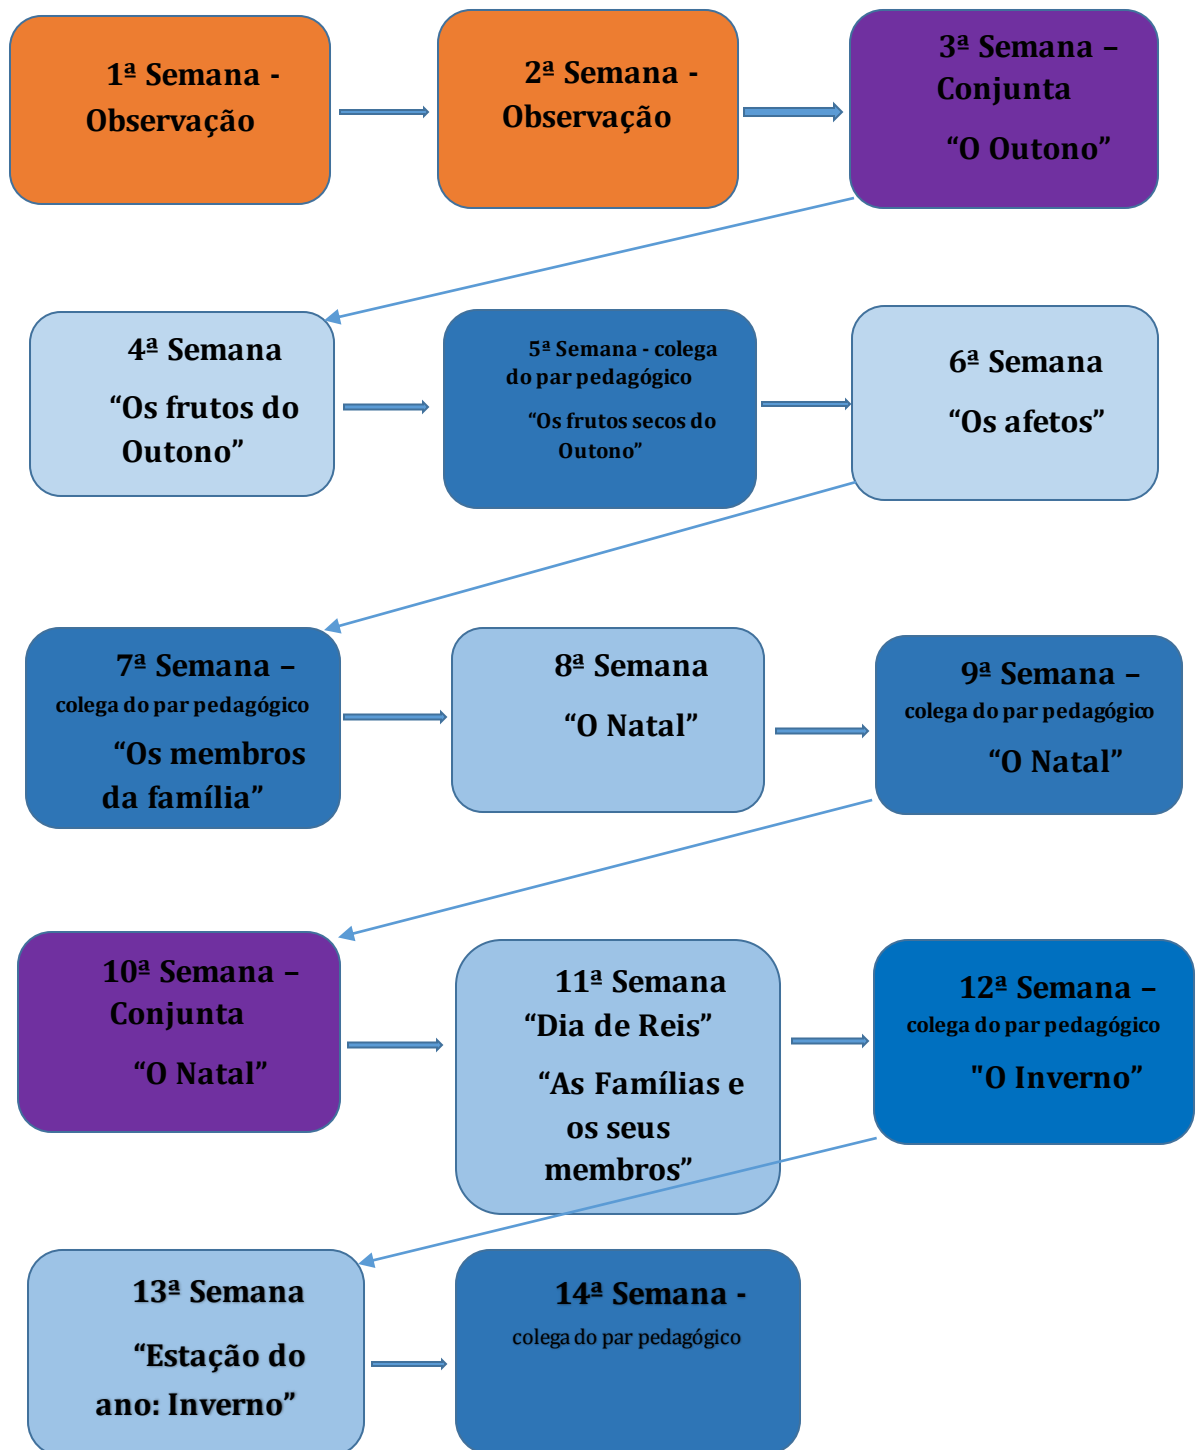 1ª Semana -
Observação
2ª Semana -
Observação
3ª Semana –
Conjunta
“O Outono”
4ª Semana
“Os frutos do
Outono”
5ª Semana - colega
do par pedagógico
“Os frutos secos do
Outono”
6ª Semana
“Os afetos”
7ª Semana –
colega do par pedagógico
“Os membros
da família”
8ª Semana
“O Natal”
9ª Semana –
colega do par pedagógico
“O Natal”
10ª Semana –
Conjunta
“O Natal”
11ª Semana
“Dia de Reis”
“As Famílias e
os seus
membros”
12ª Semana –
colega do par pedagógico
"O Inverno”
13ª Semana
“Estação do
ano: Inverno”
14ª Semana -
colega do par pedagógico